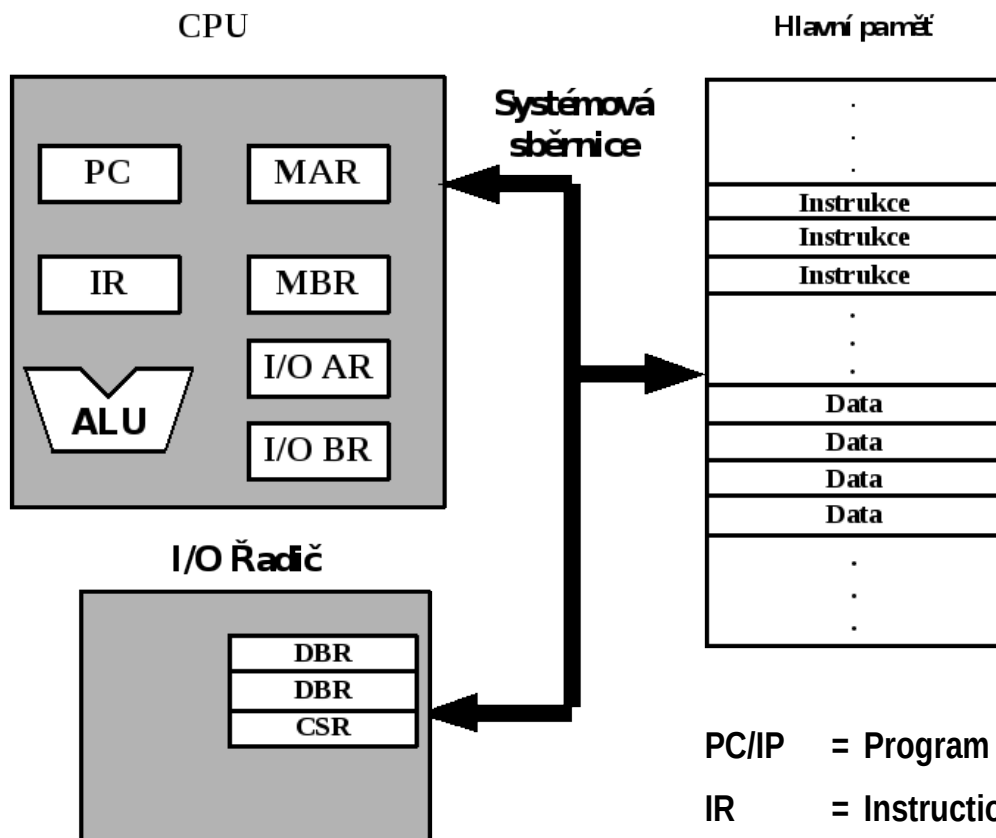 CPU
PC
MAR
IR
MBR
I/O AR
ALU
I/O BR
Systémová
sběrnice
Hlavní paměť
.
.
.
Instrukce
Instrukce
Instrukce
.
.
.
Data
Data
Data
Data
.
.
.
I/O Řadič
DBR
DBR
CSR
PC/IP = Program
IR = Instructio